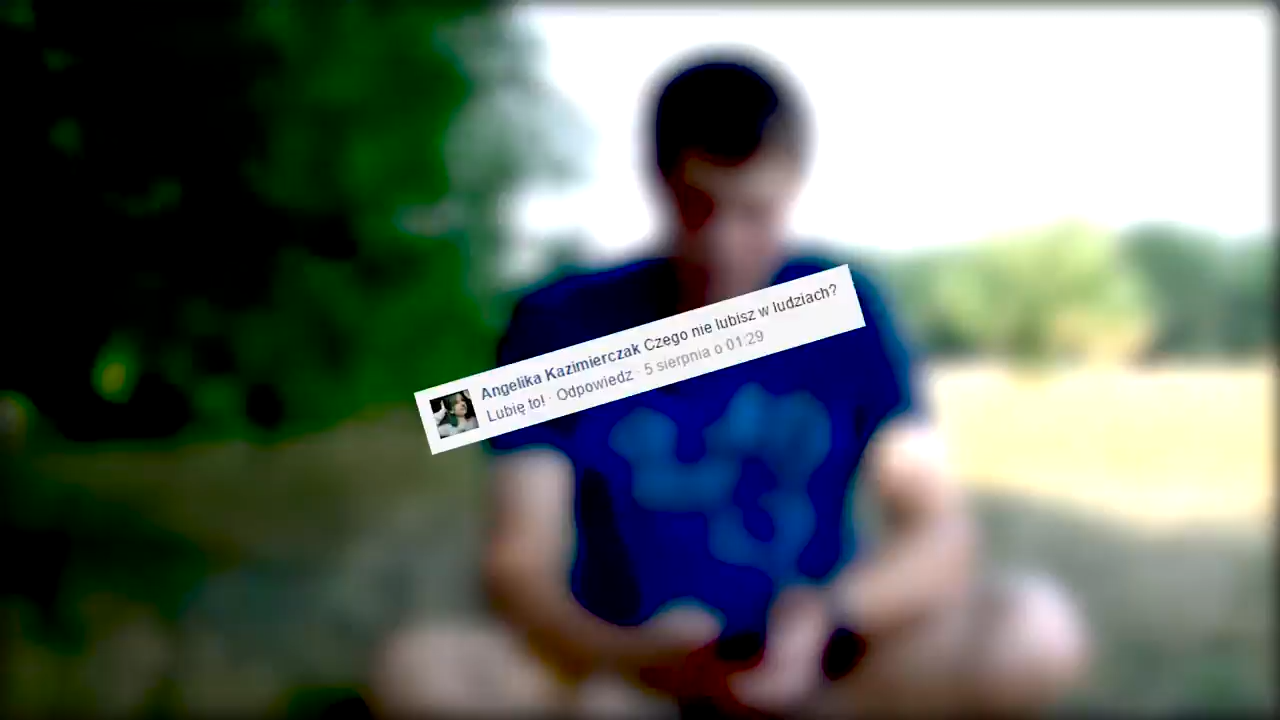 Angelika Kazimierczak Czego nie lubisz w ludziach?
Lubię to! · Odpowiedz · 5 sierpnia o 01:29